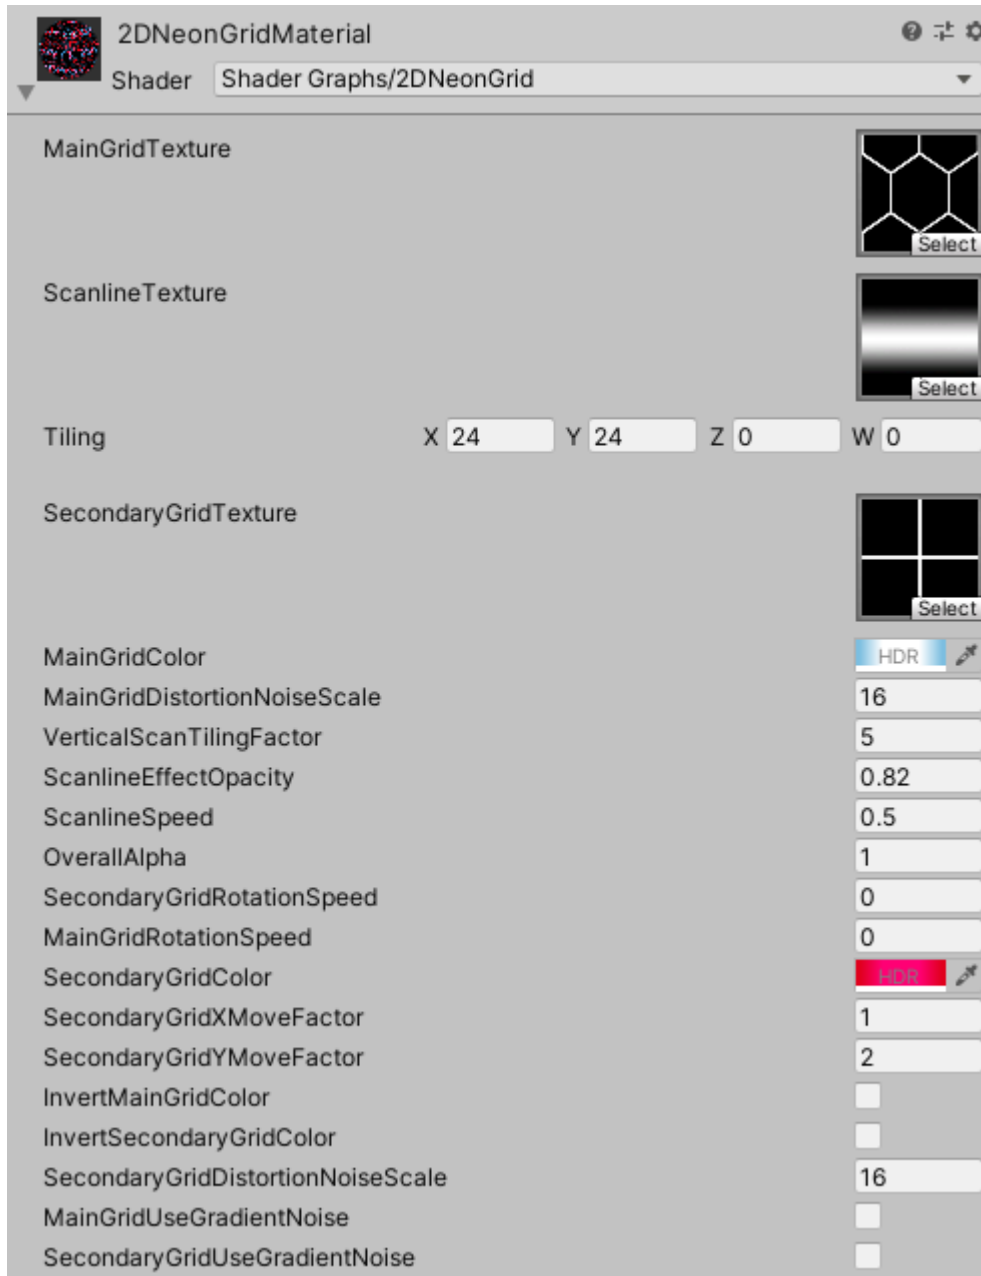 2DNeonGridMaterial
Shader Shader Graphs/2DNeonGrid
MainGridTexture
Select
ScanlineTexture
Select
Tiling X 24 Y 24 Z 0 W 0
SecondaryGridTexture
Select
MainGridColor HDR
MainGridDistortionNoiseScale 16
VerticalScanTilingFactor 5
ScanlineEffectOpacity 0.82
ScanlineSpeed 0.5
OverallAlpha 1
SecondaryGridRotationSpeed 0
MainGridRotationSpeed 0
SecondaryGridColor HDR
SecondaryGridXMoveFactor 1
SecondaryGridYMoveFactor 2
InvertMainGridColor
InvertSecondaryGridColor
SecondaryGridDistortionNoiseScale 16
MainGridUseGradientNoise
SecondaryGridUseGradientNoise